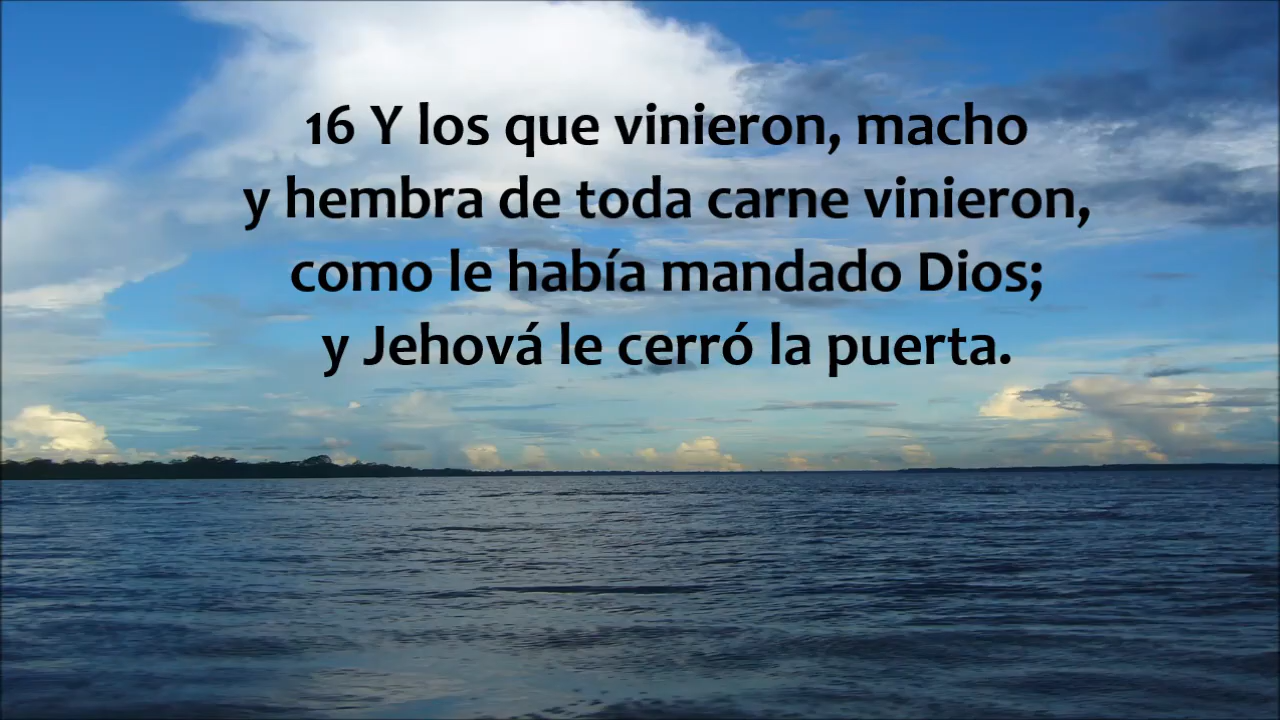 16 Y los que vinieron, macho
y hembra de toda carne vinieron,
como le había mandado Dios;
y Jehová le cerró la puerta.